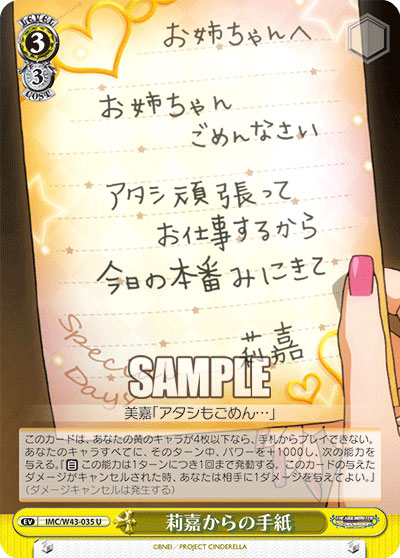 LEVEL
3
3
COST
お姉ちゃんへ
お姉ちゃん
ごめんなさい
アタシ頑張って
お仕事するから
今日の本番みにきて
莉嘉
Special
Days
SAMPLE
美嘉「アタシもごめん…」
このカードは、あなたの黄のキャラが4枚以下なら、手札からプレイできない。
あなたのキャラすべてに、そのターン中、パワーを+1000し、次の能力を
与える。『【自】 この能力は1ターンにつき1回まで発動する。 このカードの与えた
ダメージがキャンセルされた時、あなたは相手に1ダメージを与えてよい。』
(ダメージキャンセルは発生する)
EV
IMC/W43-035 U
莉嘉からの手紙
THE IDOLM@STER
©BNEI／PROJECT CINDERELLA